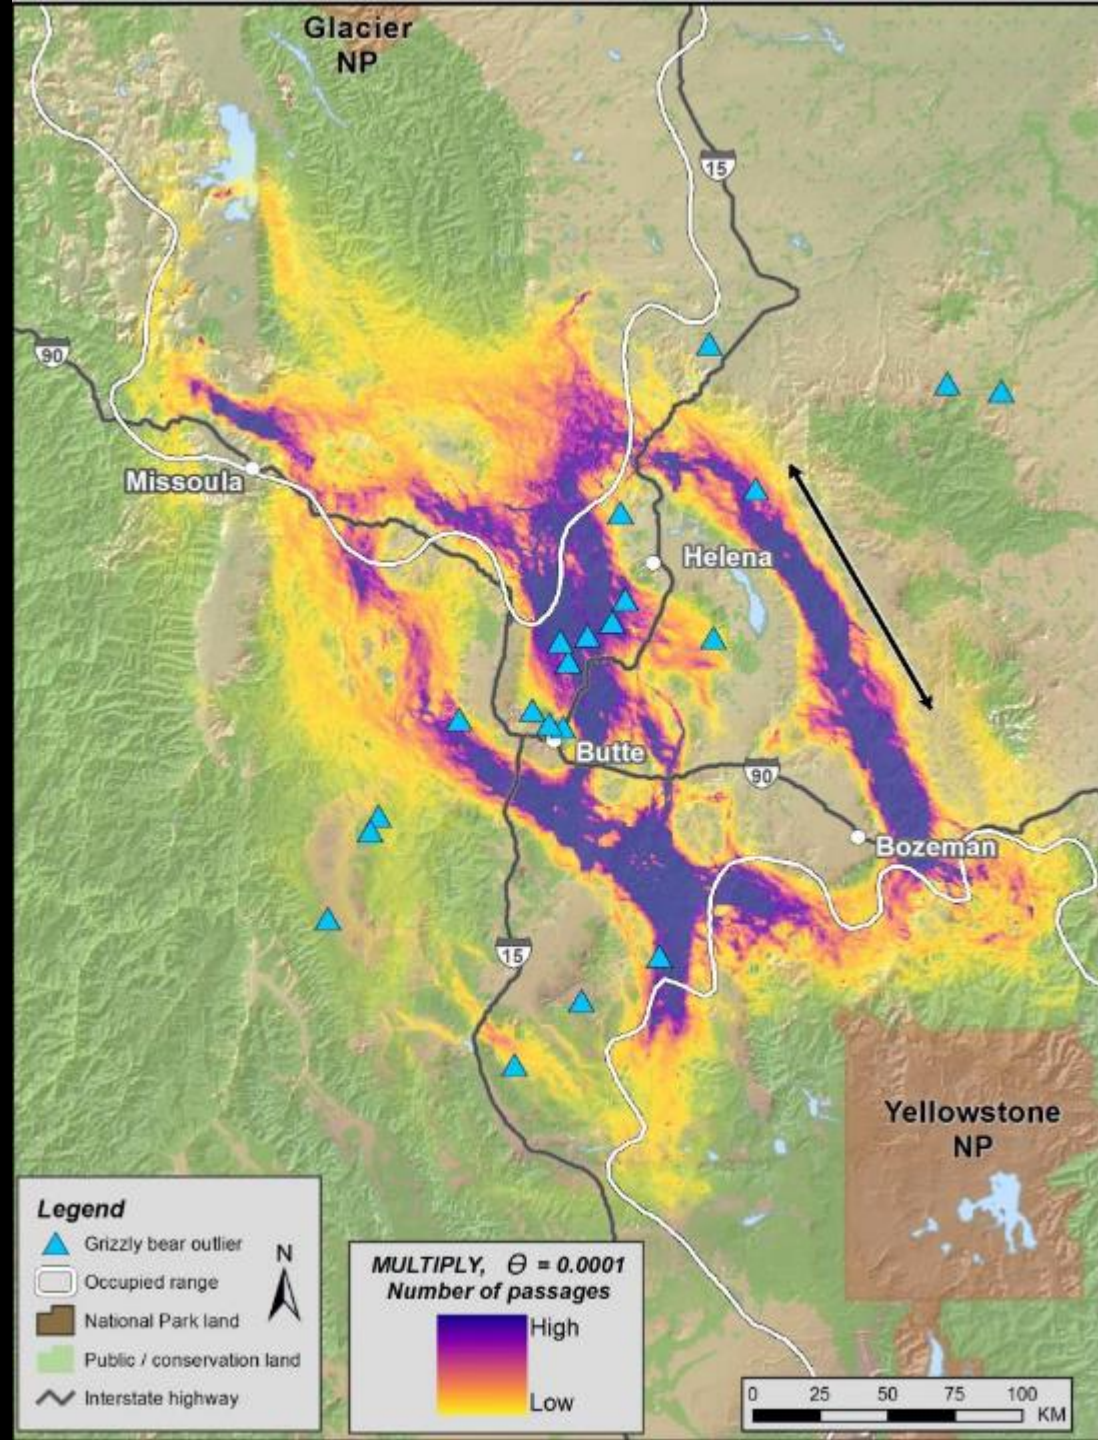 Glacier
NP
15
90
Missoula
Helena
Butte
90
Bozeman
15
Yellowstone
NP
Legend
Grizzly bear outlier
N
Occupied range
National Park land
Public / conservation land
Interstate highway
MULTIPLY, Θ = 0.0001
Number of passages
High
Low
0 25 50 75 100
KM